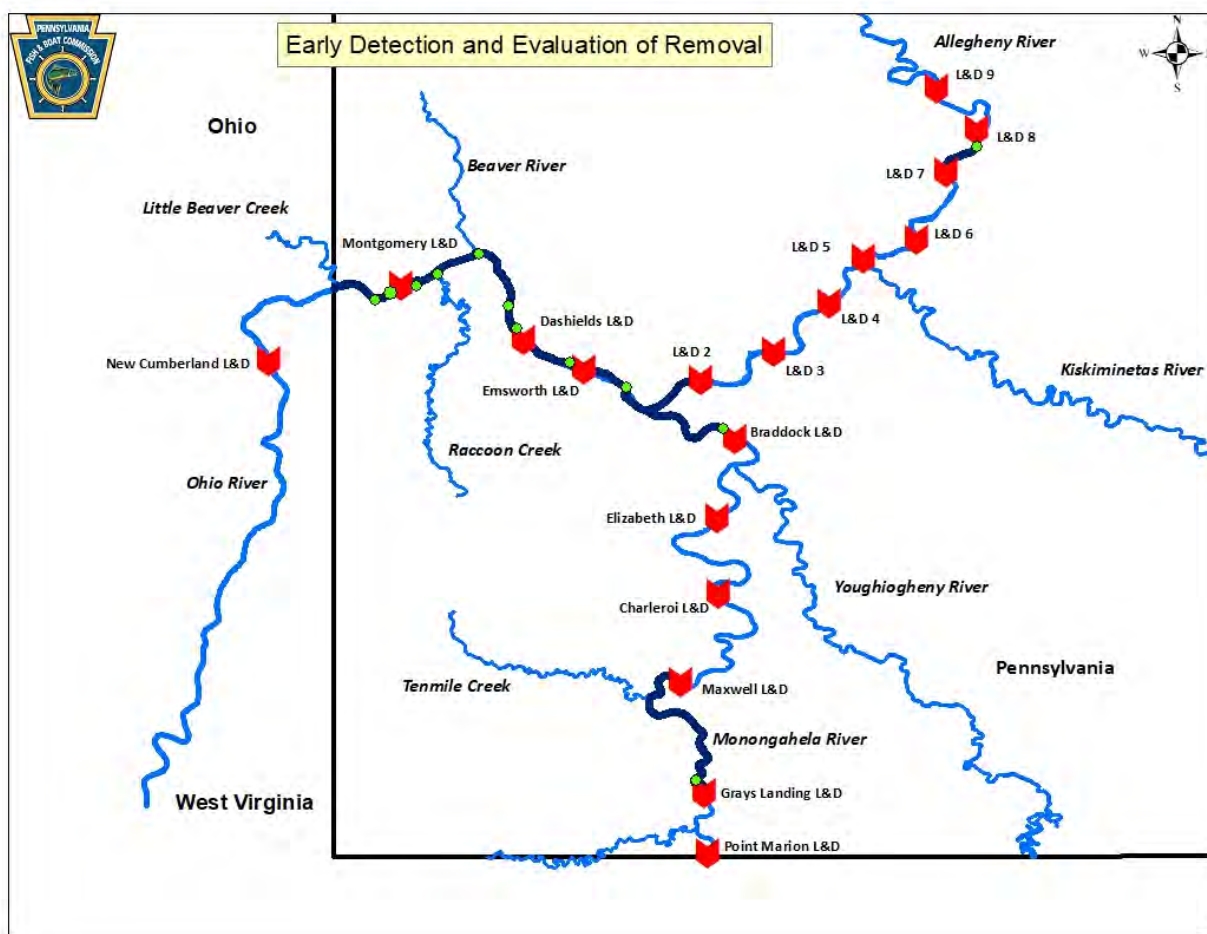 PENNSYLVANIA
FISH & BOAT COMMISSION
Early Detection and Evaluation of Removal
N
W
S
Allegheny River
L&D 9
L&D 8
L&D 7
L&D 6
L&D 5
L&D 4
L&D 3
L&D 2
Ohio
Beaver River
Little Beaver Creek
Montgomery L&D
Dashields L&D
New Cumberland L&D
Emsworth L&D
Kiskiminetas River
Braddock L&D
Raccoon Creek
Ohio River
Elizabeth L&D
Youghiogheny River
Charleroi L&D
Pennsylvania
Tenmile Creek
Maxwell L&D
Monongahela River
West Virginia
Grays Landing L&D
Point Marion L&D